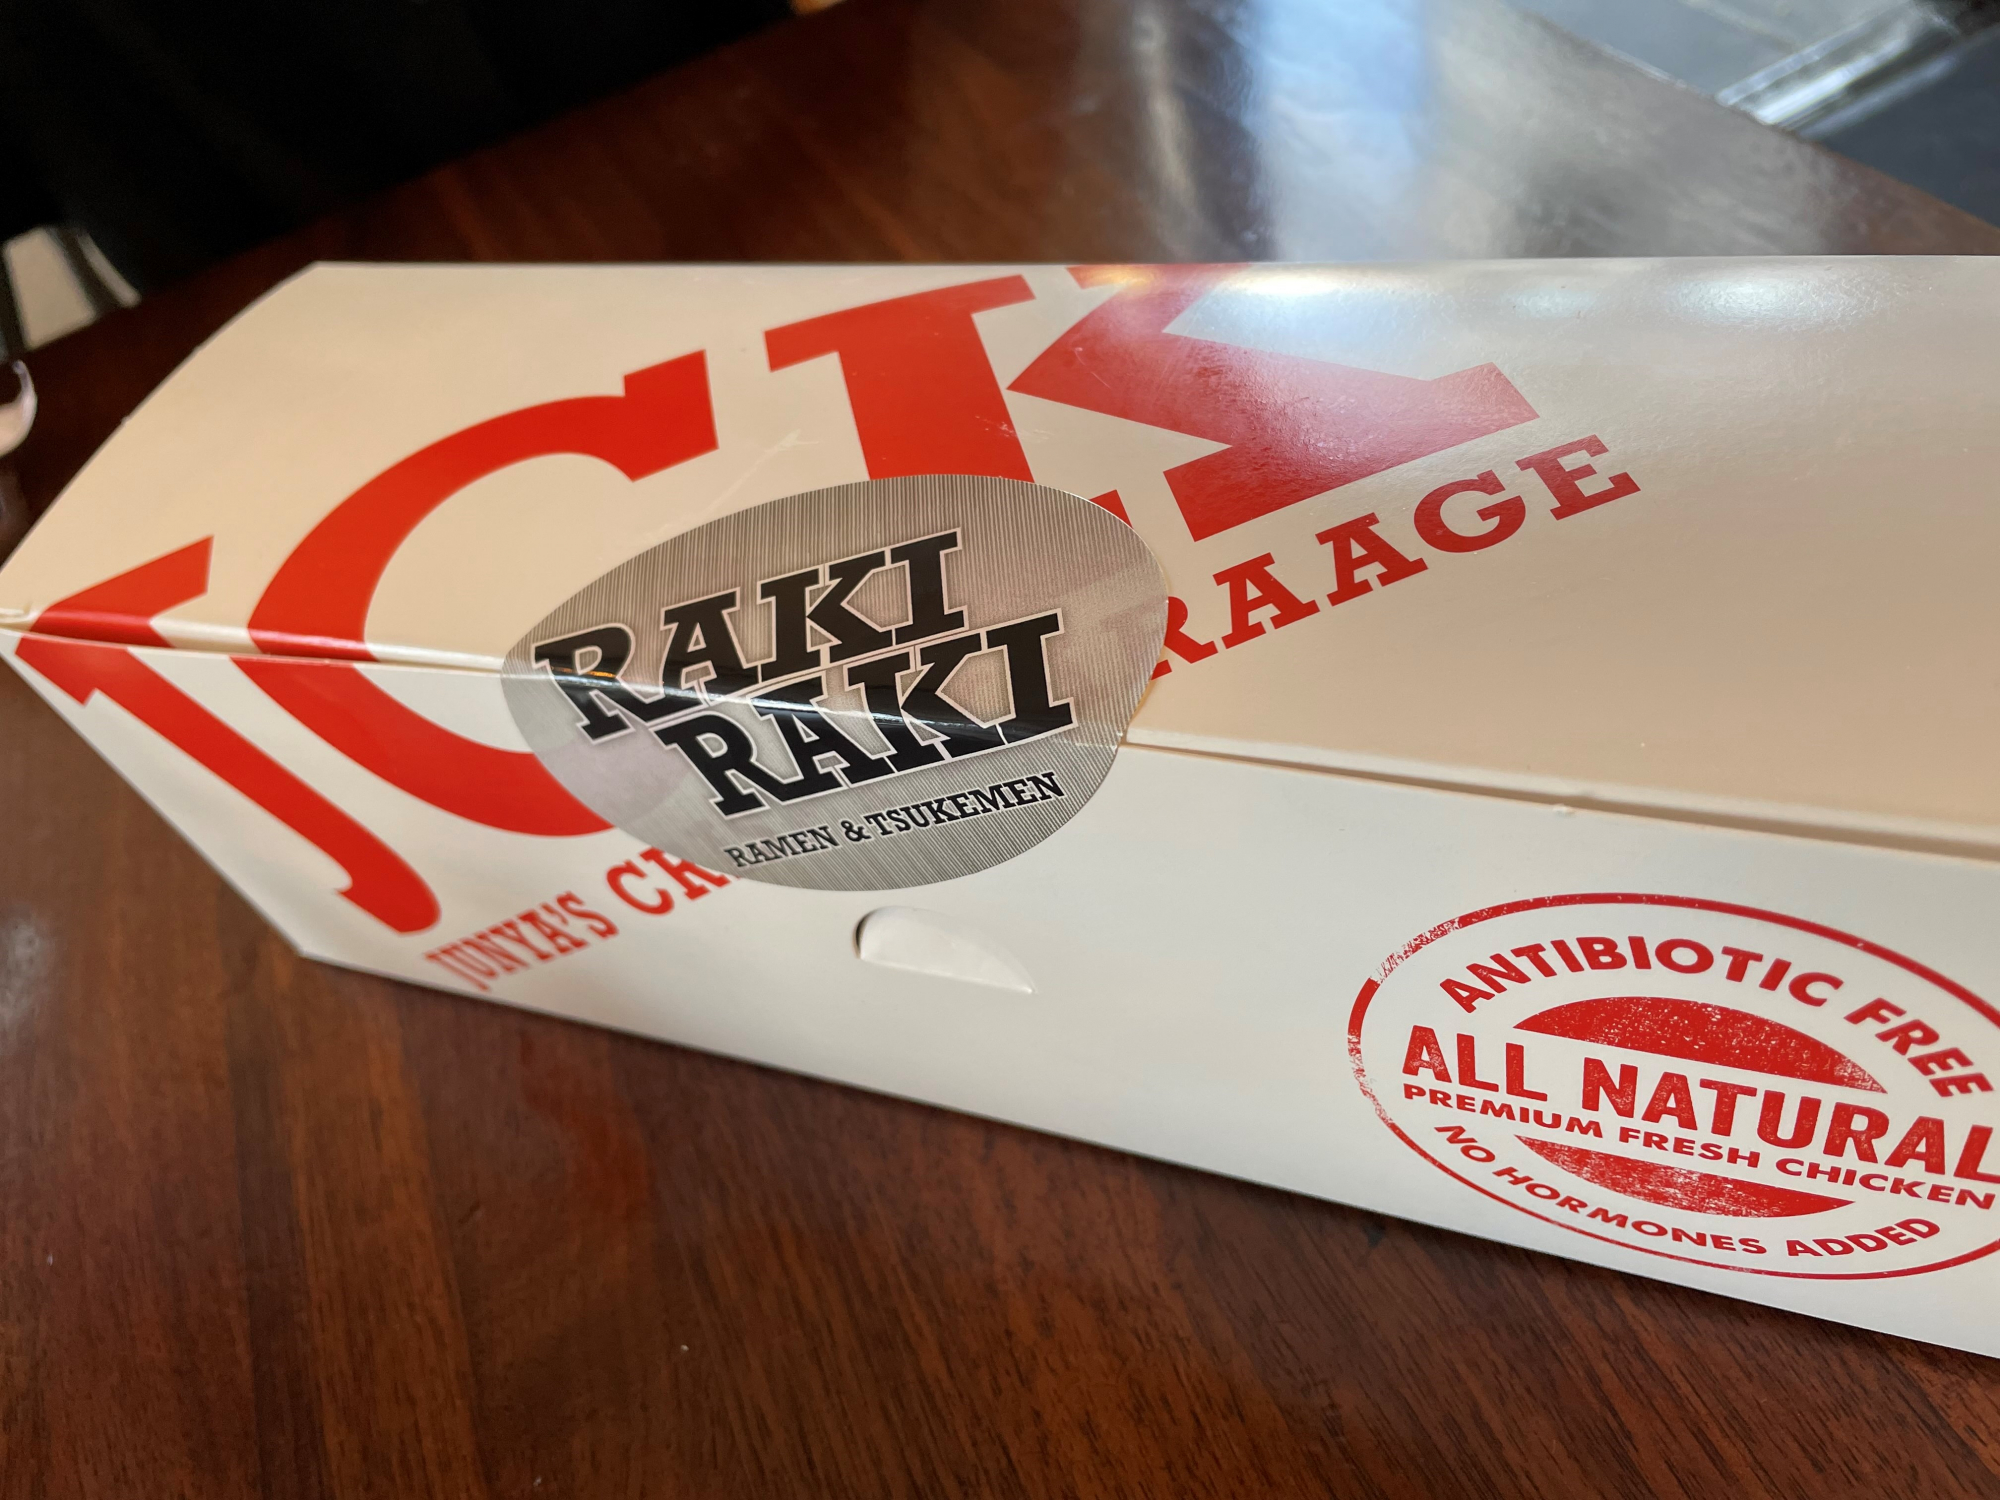 JCK
JUNYA'S
RAKI
RAKI
RAMEN & TSUKEMEN
ANTIBIOTIC FREE
ALL NATURAL
PREMIUM FRESH CHICKEN
NO HORMONES ADDED